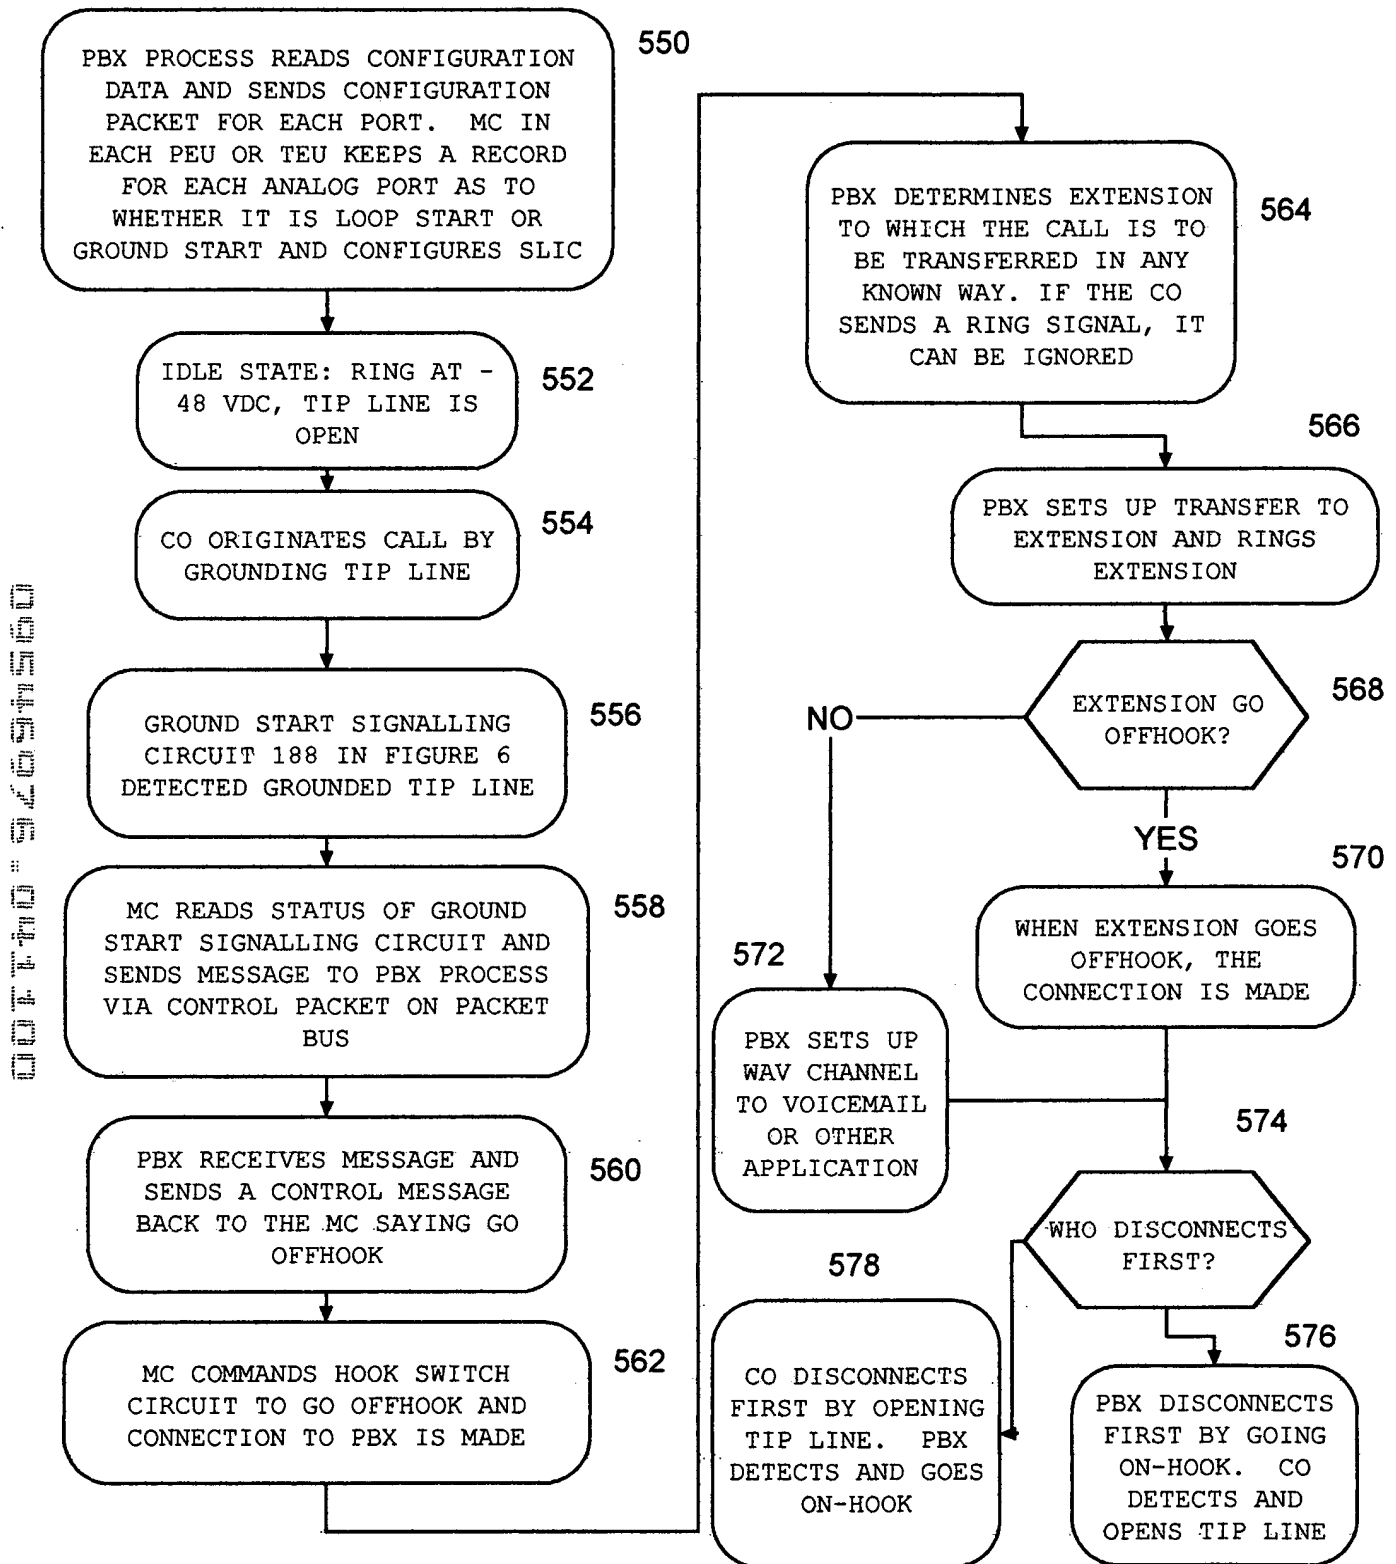 PBX PROCESS READS CONFIGURATION
DATA AND SENDS CONFIGURATION
PACKET FOR EACH PORT. MC IN
EACH PEU OR TEU KEEPS A RECORD
FOR EACH ANALOG PORT AS TO
WHETHER IT IS LOOP START OR
GROUND START AND CONFIGURES SLIC
550
IDLE STATE: RING AT -
48 VDC, TIP LINE IS
OPEN
552
CO ORIGINATES CALL BY
GROUNDING TIP LINE
554
GROUND START SIGNALLING
CIRCUIT 188 IN FIGURE 6
DETECTED GROUNDED TIP LINE
556
MC READS STATUS OF GROUND
START SIGNALLING CIRCUIT AND
SENDS MESSAGE TO PBX PROCESS
VIA CONTROL PACKET ON PACKET
BUS
558
PBX RECEIVES MESSAGE AND
SENDS A CONTROL MESSAGE
BACK TO THE MC SAYING GO
OFFHOOK
560
MC COMMANDS HOOK SWITCH
CIRCUIT TO GO OFFHOOK AND
CONNECTION TO PBX IS MADE
562
PBX DETERMINES EXTENSION
TO WHICH THE CALL IS TO
BE TRANSFERRED IN ANY
KNOWN WAY. IF THE CO
SENDS A RING SIGNAL, IT
CAN BE IGNORED
564
566
PBX SETS UP TRANSFER TO
EXTENSION AND RINGS
EXTENSION
EXTENSION GO
OFFHOOK?
568
NO
YES
570
WHEN EXTENSION GOES
OFFHOOK, THE
CONNECTION IS MADE
572
PBX SETS UP
WAV CHANNEL
TO VOICEMAIL
OR OTHER
APPLICATION
574
WHO DISCONNECTS
FIRST?
578
CO DISCONNECTS
FIRST BY OPENING
TIP LINE. PBX
DETECTS AND GOES
ON-HOOK
576
PBX DISCONNECTS
FIRST BY GOING
ON-HOOK. CO
DETECTS AND
OPENS TIP LINE